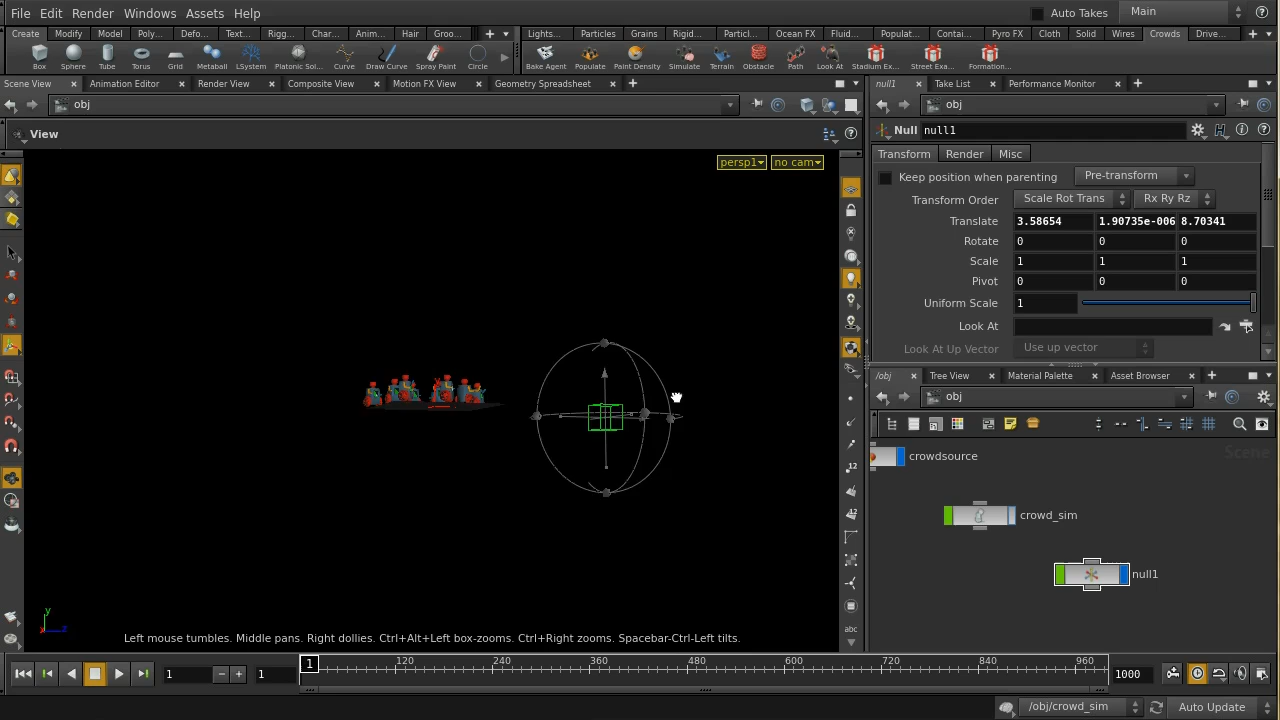 File Edit Render Windows Assets Help Auto Takes Main
Create Modify Model Poly... Defo... Text... Rigg... Char... Anim... Hair Groo... Lights... Particles Grains Rigid... Particl... Ocean FX Fluid... Populat... Contai... Pyro FX Cloth Solid Wires Crowds Drive...
Box Sphere Tube Torus Grid Metaball LSystem Platonic Sol... Curve Draw Curve Spray Paint Circle Bake Agent Populate Paint Density Simulate Terrain Obstacle Path Look At Stadium Ex... Street Exa... Formation...
Scene View Animation Editor Render View Composite View Motion FX View Geometry Spreadsheet null1 Take List Performance Monitor
obj obj
View Null null1
persp1 no cam
Transform Render Misc
Keep position when parenting Pre-transform
Transform Order Scale Rot Trans Rx Ry Rz
Translate 3.58654 1.90735e-006 8.70341
Rotate 0 0 0
Scale 1 1 1
Pivot 0 0 0
Uniform Scale 1
Look At
Look At Up Vector Use up vector
/obj Tree View Material Palette Asset Browser
obj
Scene
crowdsource
crowd_sim
null1
12
12
abc
y
x z
Left mouse tumbles. Middle pans. Right dollies. Ctrl+Alt+Left box-zooms. Ctrl+Right zooms. Spacebar-Ctrl-Left tilts.
1 1 1 120 240 360 480 600 720 840 960 1000
/obj/crowd_sim Auto Update